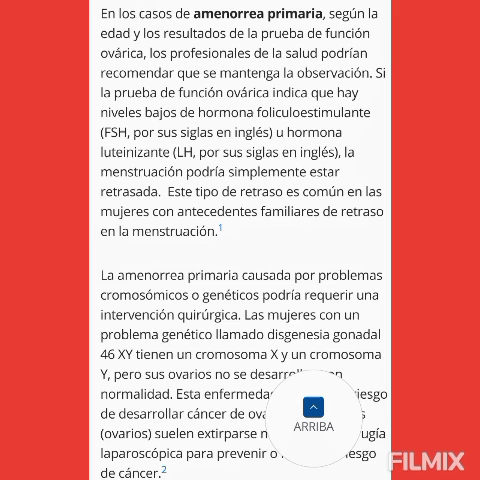 En los casos de amenorrea primaria, según la
edad y los resultados de la prueba de función
ovárica, los profesionales de la salud podrían
recomendar que se mantenga la observación. Si
la prueba de función ovárica indica que hay
niveles bajos de hormona foliculoestimulante
(FSH, por sus siglas en inglés) u hormona
luteinizante (LH, por sus siglas en inglés), la
menstruación podría simplemente estar
retrasada. Este tipo de retraso es común en las
mujeres con antecedentes familiares de retraso
en la menstruación.1
La amenorrea primaria causada por problemas
cromosómicos o genéticos podría requerir una
intervención quirúrgica. Las mujeres con un
problema genético llamado disgenesia gonadal
46 XY tienen un cromosoma X y un cromosoma
Y, pero sus ovarios no se
normalidad. Esta
de desarrollar cáncer de
(ovarios) suelen extirparse
laparoscópica para prevenir o
de cáncer.2
ARRIBA
FILMIX